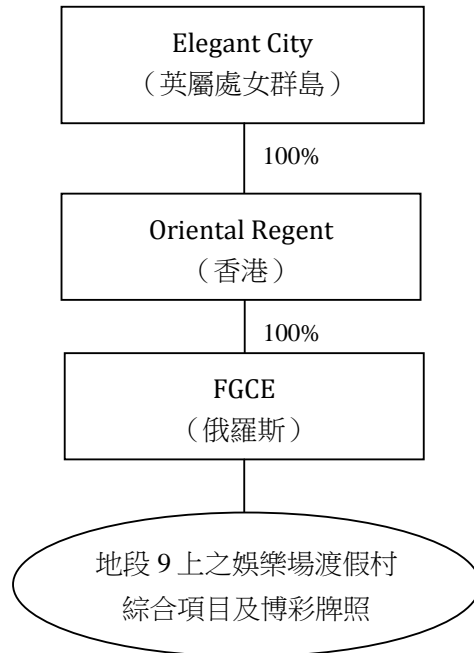 Elegant City
（英屬處女群島）
100%
Oriental Regent
（香港）
100%
FGCE
（俄羅斯）
地段 9 上之娛樂場渡假村
綜合項目及博彩牌照